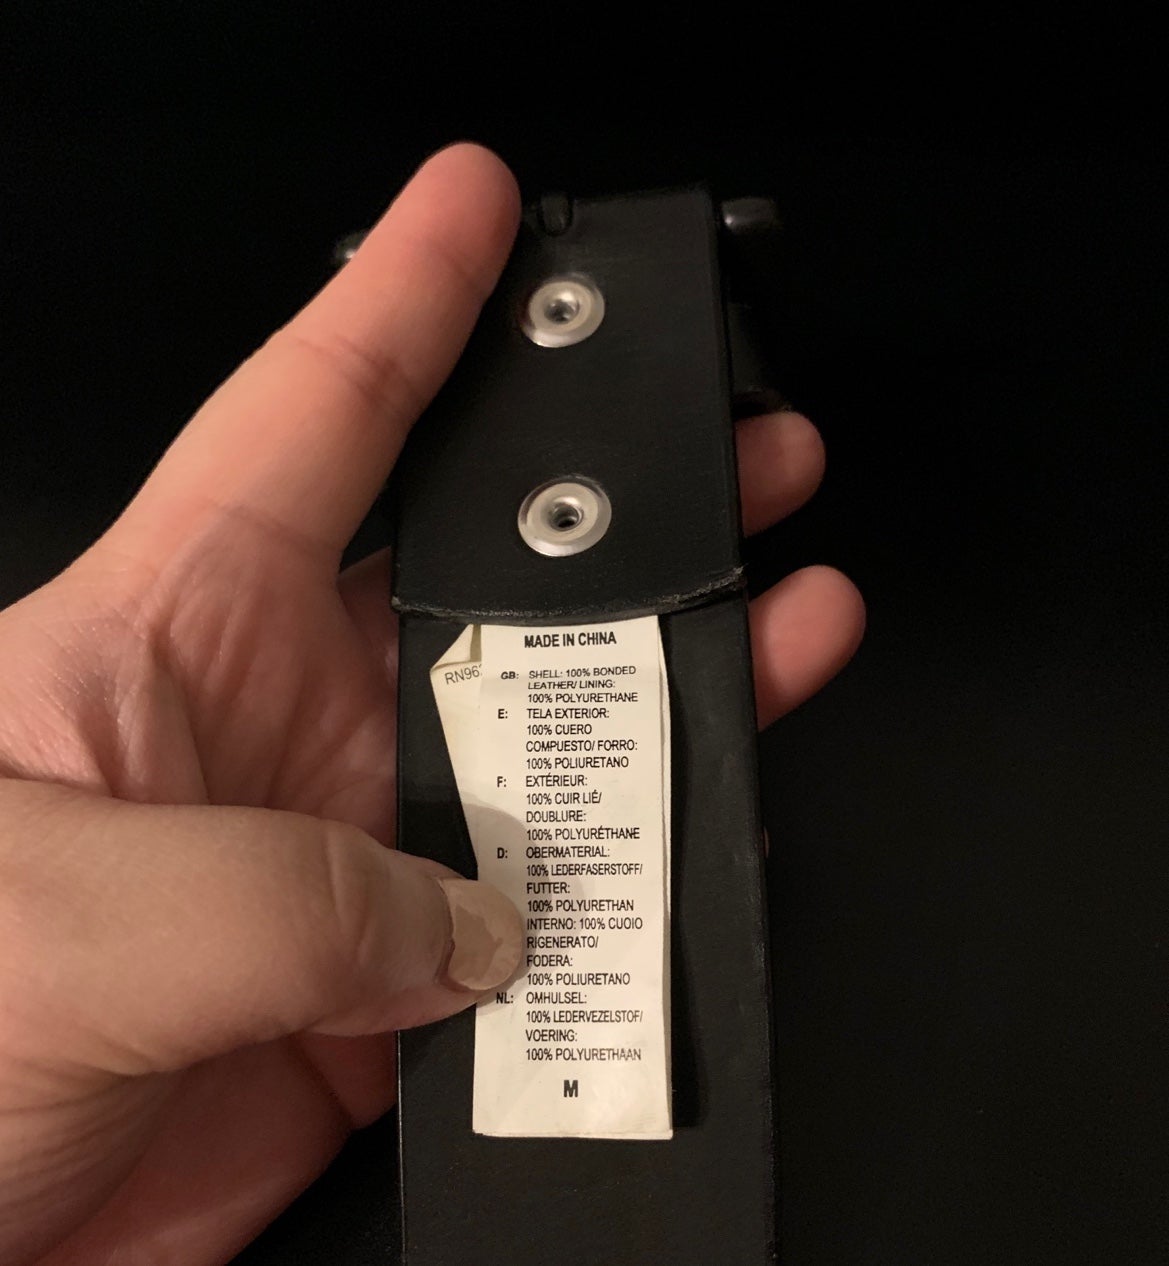 MADE IN CHINA
RN96
GB: SHELL: 100% BONDED
LEATHER/ LINING:
100% POLYURETHANE
E: TELA EXTERIOR:
100% CUERO
COMPUESTO/ FORRO:
100% POLIURETANO
F: EXTÉRIEUR:
100% CUIR LIÉ/
DOUBLURE:
100% POLYURÉTHANE
D: OBERMATERIAL:
100% LEDERFASERSTOFF/
FUTTER:
100% POLYURETHAN
INTERNO: 100% CUOIO
RIGENERATO/
FODERA:
100% POLIURETANO
NL: OMHULSEL:
100% LEDERVEZELSTOF/
VOERING:
100% POLYURETHAAN
M